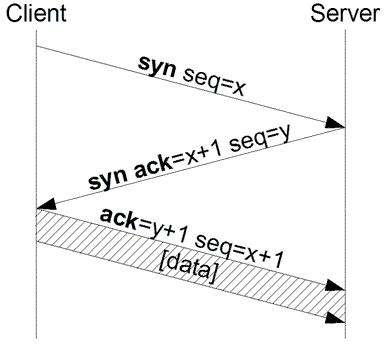 Client
Server
syn seq=x
syn ack=x+1 seq=y
ack=y+1 seq=x+1
[data]